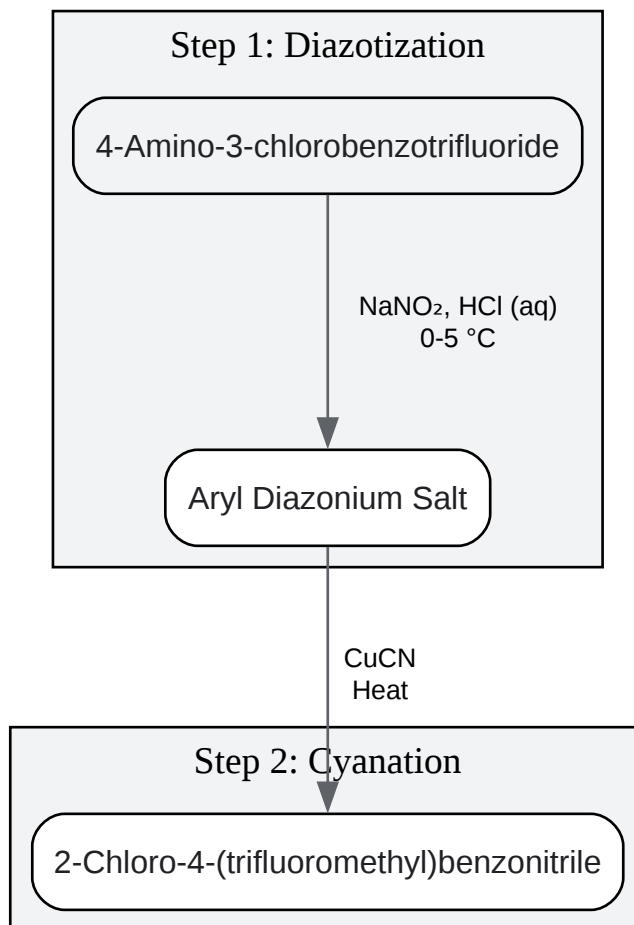 Step 1: Diazotization
4-Amino-3-chlorobenzotrifluoride
NaNO₂, HCl (aq)
0-5 °C
Aryl Diazonium Salt
CuCN
Heat
Step 2: Cyanation
2-Chloro-4-(trifluoromethyl)benzonitrile